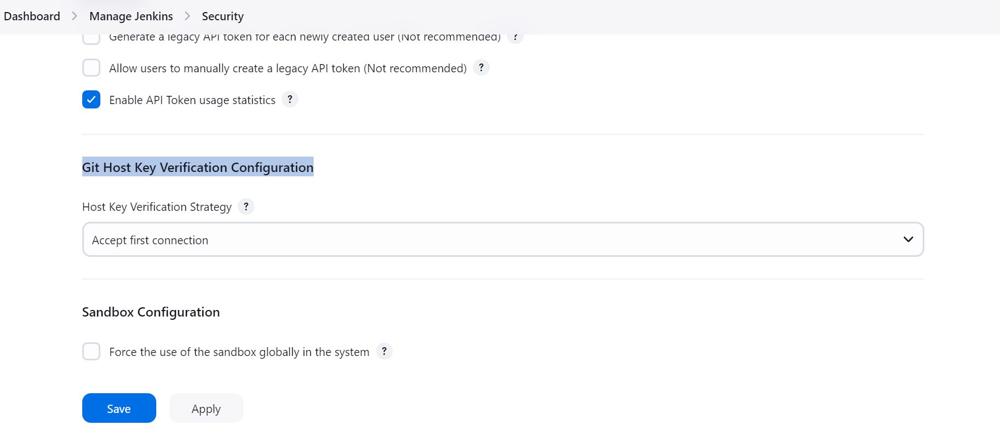 Dashboard > Manage Jenkins > Security
Generate a legacy API token for each newly created user (Not recommended) ?
Allow users to manually create a legacy API token (Not recommended) ?
Enable API Token usage statistics ?
Git Host Key Verification Configuration
Host Key Verification Strategy ?
Accept first connection
Sandbox Configuration
Force the use of the sandbox globally in the system ?
Save Apply